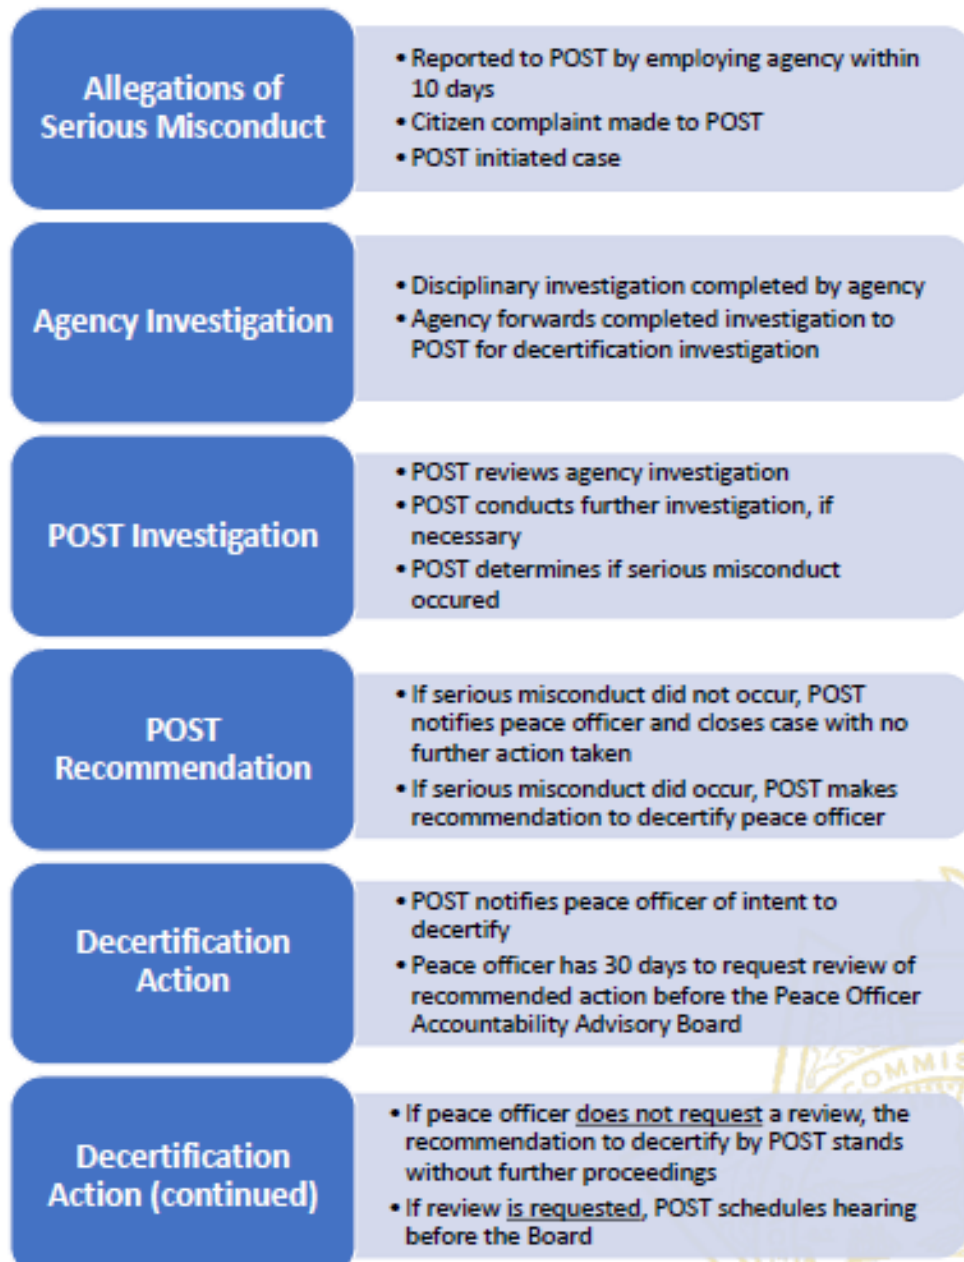 Allegations of
Serious Misconduct
• Reported to POST by employing agency within
10 days
• Citizen complaint made to POST
• POST initiated case
Agency Investigation
• Disciplinary investigation completed by agency
• Agency forwards completed investigation to
POST for decertification investigation
POST Investigation
• POST reviews agency investigation
• POST conducts further investigation, if
necessary
• POST determines if serious misconduct
occured
POST
Recommendation
• If serious misconduct did not occur, POST
notifies peace officer and closes case with no
further action taken
• If serious misconduct did occur, POST makes
recommendation to decertify peace officer
Decertification
Action
• POST notifies peace officer of intent to
decertify
• Peace officer has 30 days to request review of
recommended action before the Peace Officer
Accountability Advisory Board
COMMIS
Decertification
Action (continued)
• If peace officer does not request a review, the
recommendation to decertify by POST stands
without further proceedings
• If review is requested, POST schedules hearing
before the Board